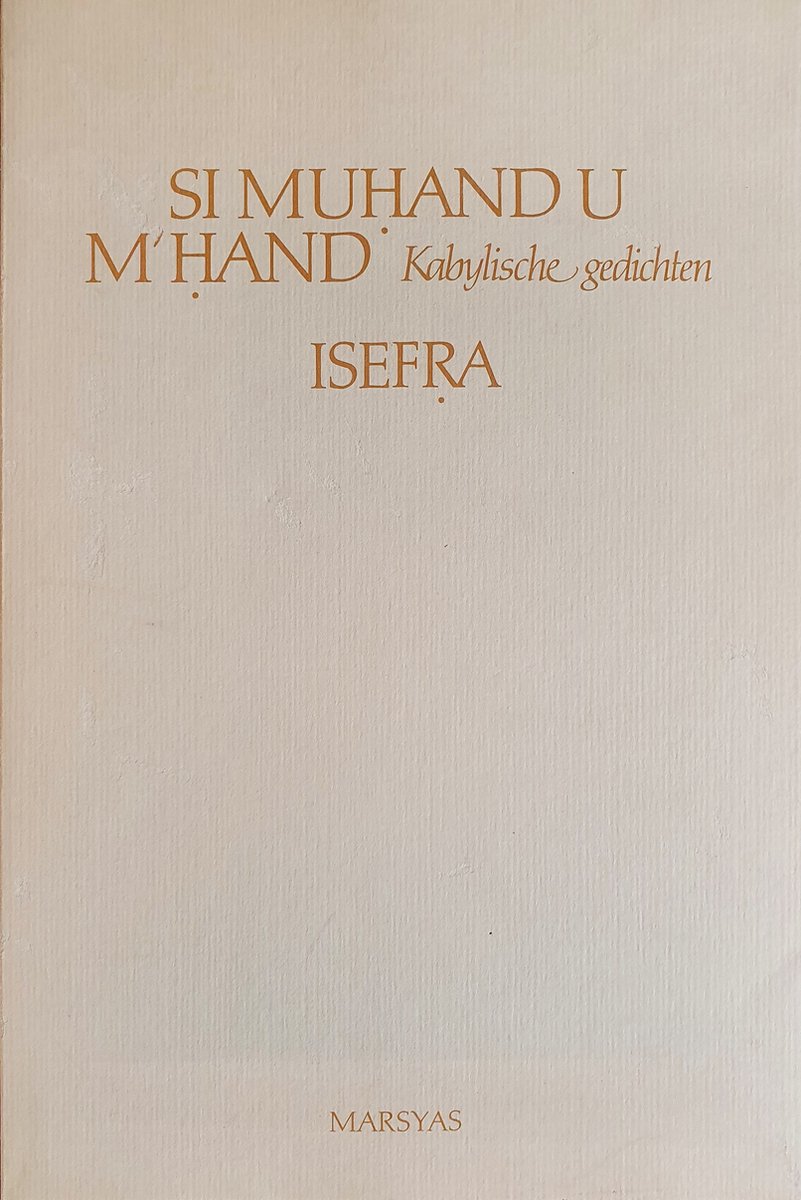 SI MUḤAND U
M'ḤAND Kabylische gedichten
ISEFṚA
MARSYAS